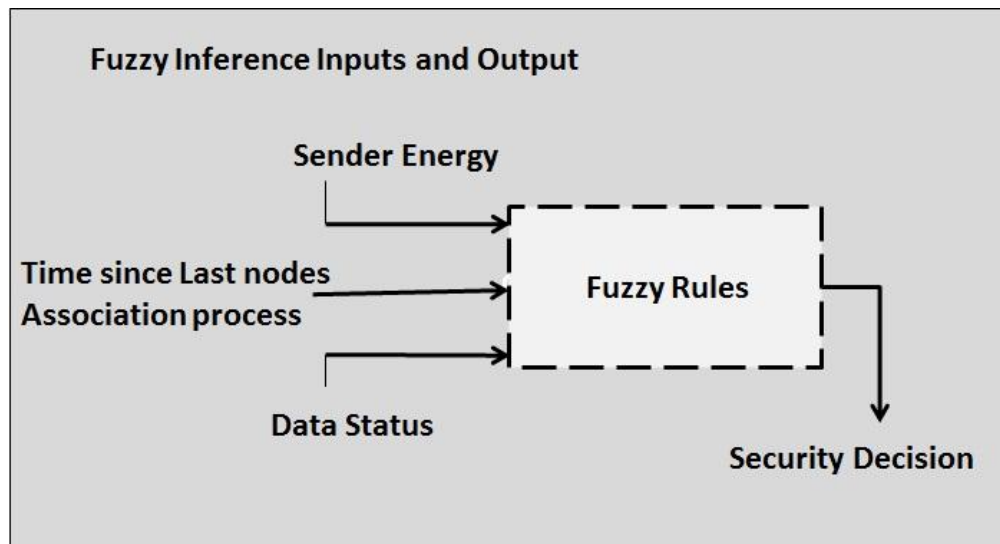 Fuzzy Inference Inputs and Output
Sender Energy
Time since Last nodes
Association process
Fuzzy Rules
Data Status
Security Decision